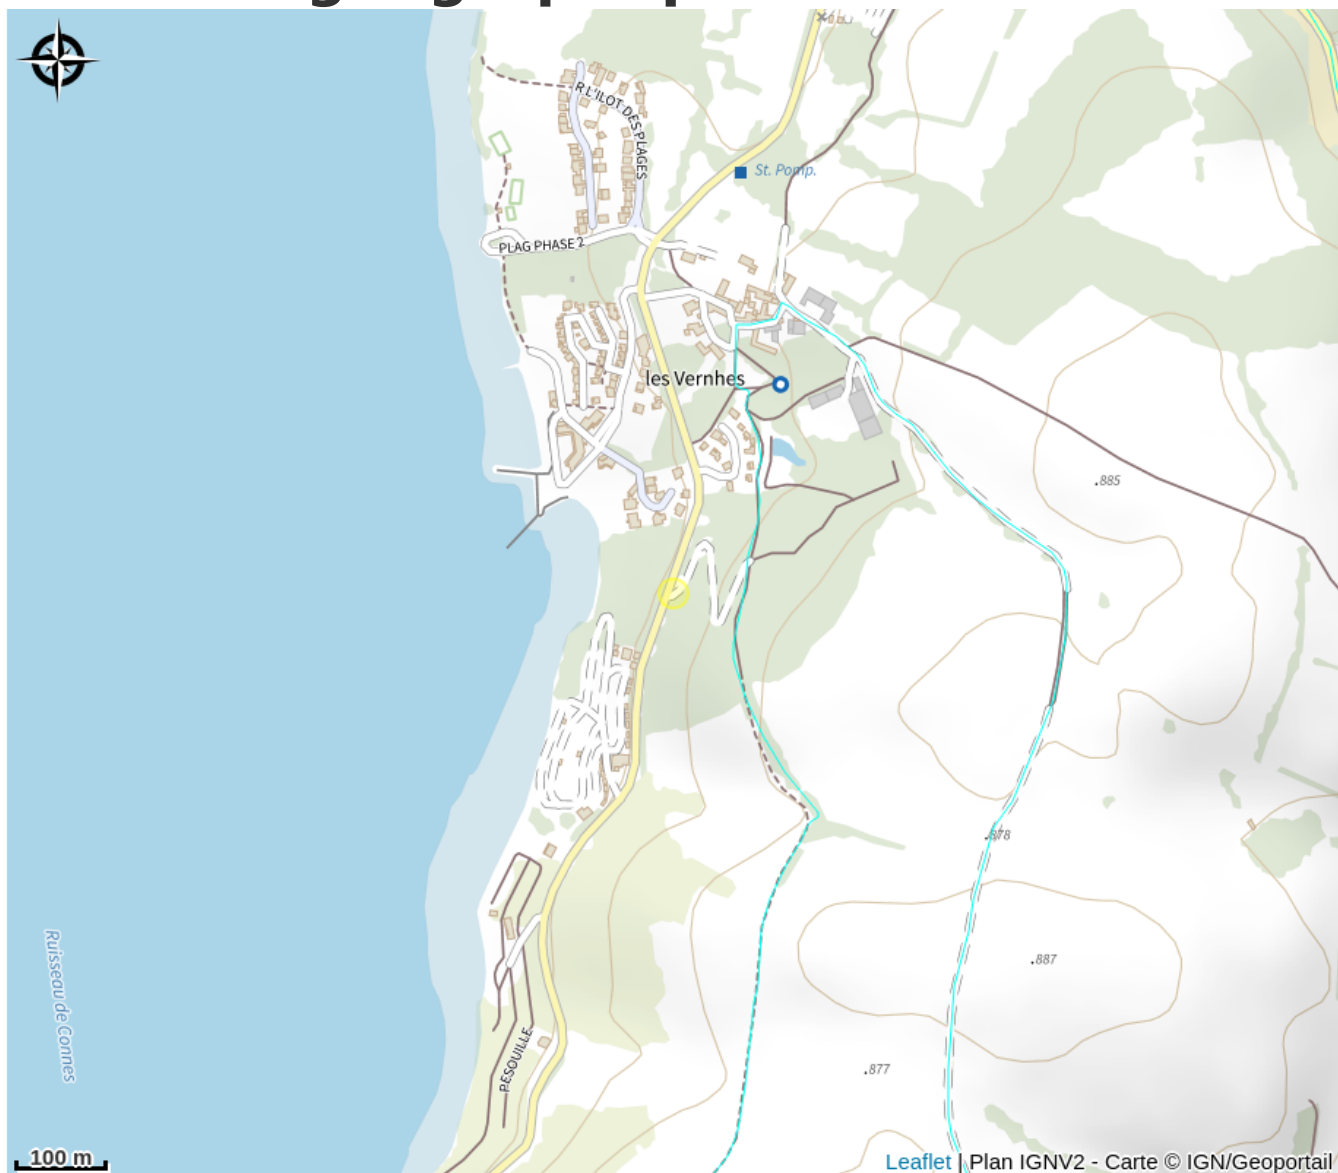 R L'ILOT DES PLAGES
St. Pomp.
PLAG PHASE 2
les Vernhes
.885
.878
.887
.877
Ruisseau de Connes
PESOUILLE
100 m
Leaflet | Plan IGNV2 - Carte © IGN/Geoportail